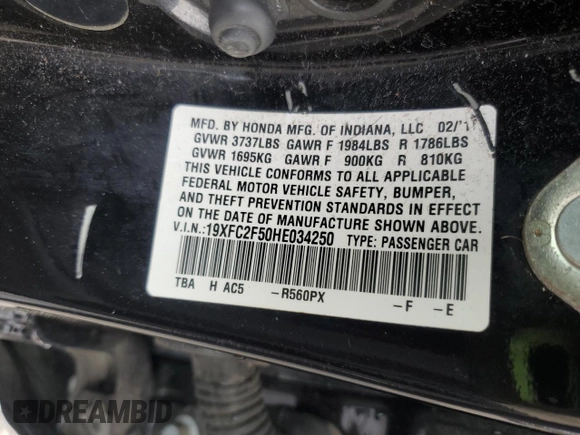 MFD. BY HONDA MFG. OF INDIANA, LLC 02/1
GVWR 3737LBS GAWR F 1984LBS R 1786LBS
GVWR 1695KG GAWR F 900KG R 810KG
THIS VEHICLE CONFORMS TO ALL APPLICABLE
FEDERAL MOTOR VEHICLE SAFETY, BUMPER,
AND THEFT PREVENTION STANDARDS IN EFFECT
ON THE DATE OF MANUFACTURE SHOWN ABOVE.
V.I.N.:19XFC2F50HE034250 TYPE: PASSENGER CAR
TBA H AC5 -R560PX -F -E
DREAMBID